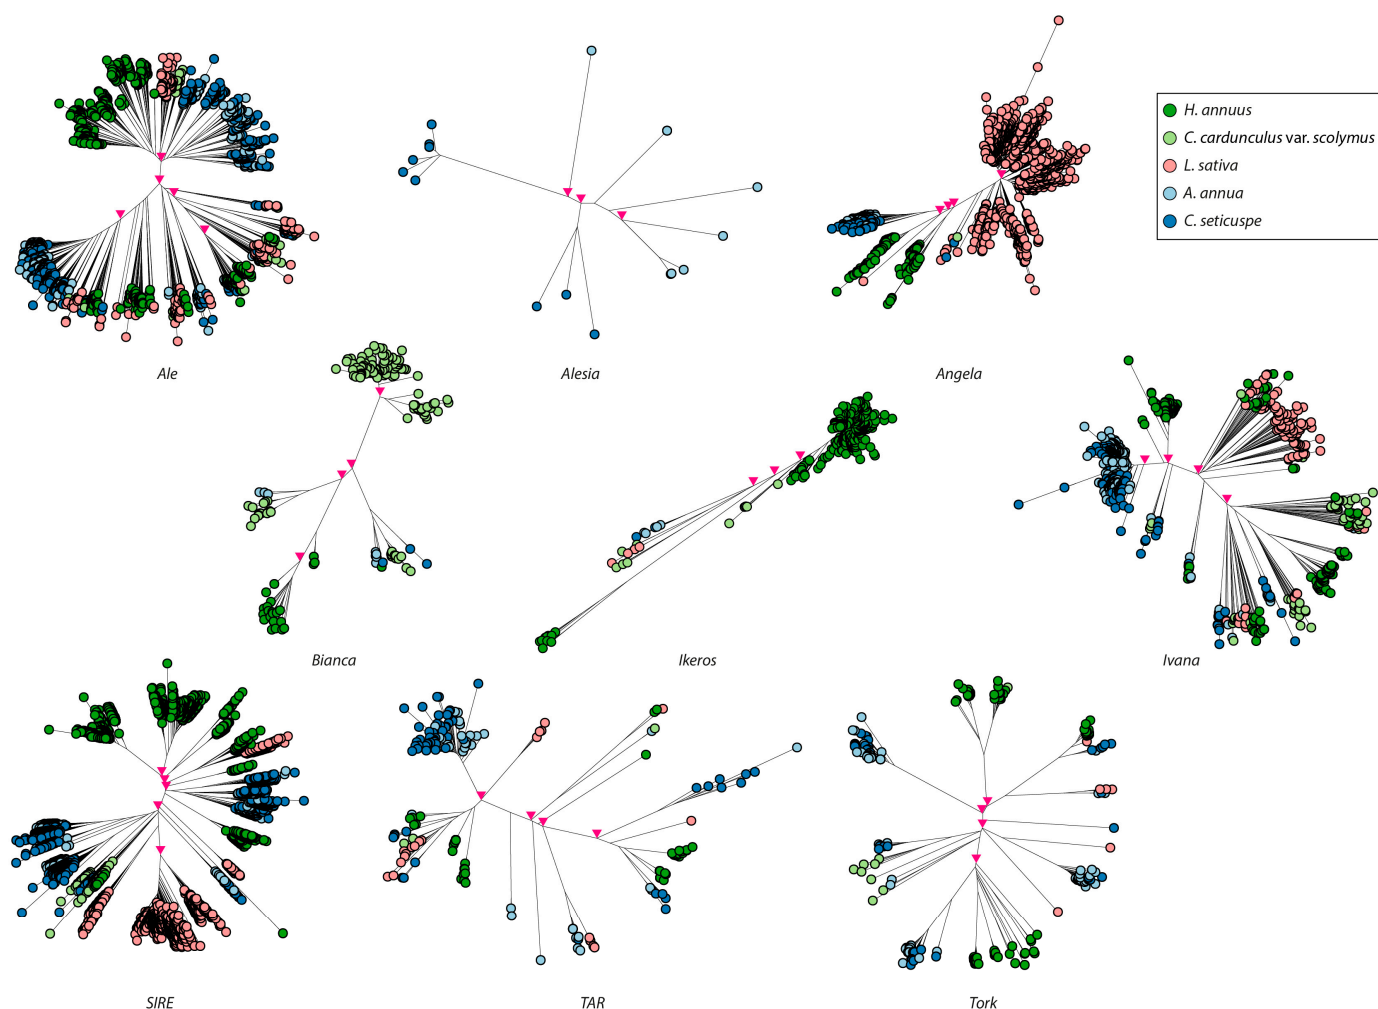 H. annuus
C. cardunculus var. scolymus
L. sativa
A. annua
C. seticuspe
Ale
Alesia
Angela
Bianca
Ikeros
Ivana
SIRE
TAR
Tork